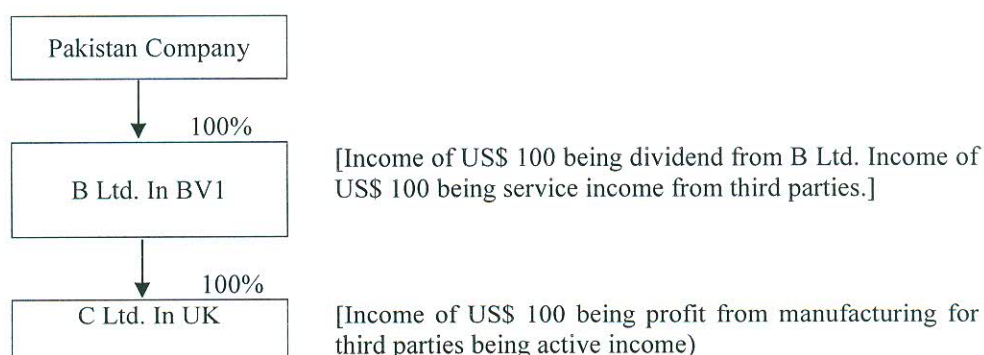 Pakistan Company
100%
B Ltd. In BV1
[Income of US$ 100 being dividend from B Ltd. Income of
US$ 100 being service income from third parties.]
100%
C Ltd. In UK
[Income of US$ 100 being profit from manufacturing for
third parties being active income)